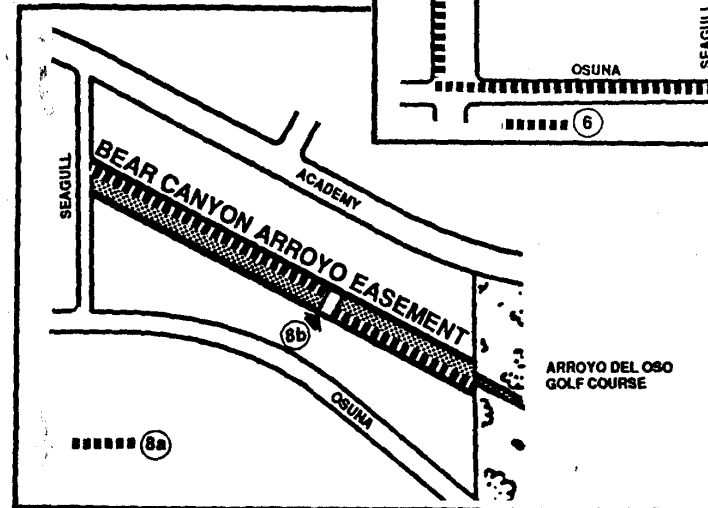 SEAGULL
OSUNA
6
ACADEMY
SEAGULL
BEAR CANYON ARROYO EASEMENT
8b
ARROYO DEL OSO
GOLF COURSE
OSUNA
8a